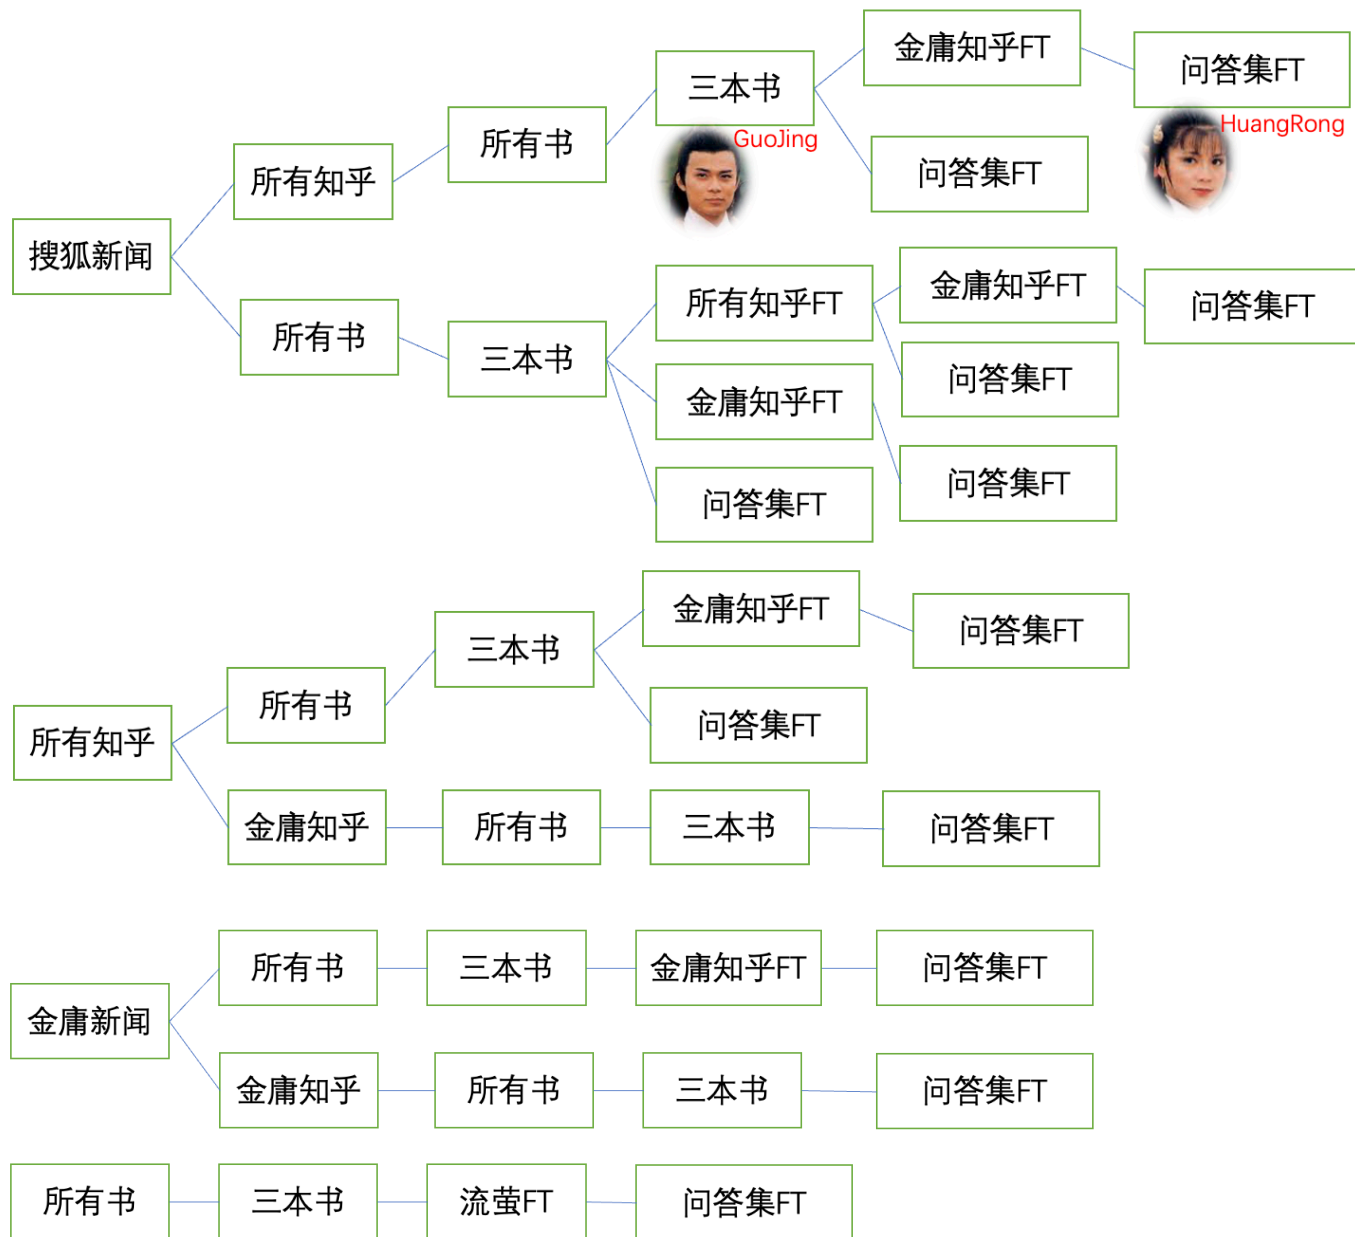 金庸知乎FT
问答集FT
三本书
GuoJing
HuangRong
所有书
问答集FT
所有知乎
搜狐新闻
所有知乎FT
金庸知乎FT
问答集FT
所有书
三本书
问答集FT
金庸知乎FT
问答集FT
问答集FT
金庸知乎FT
问答集FT
三本书
所有书
问答集FT
所有知乎
金庸知乎
所有书
三本书
问答集FT
所有书
三本书
金庸知乎FT
问答集FT
金庸新闻
金庸知乎
所有书
三本书
问答集FT
所有书
三本书
流萤FT
问答集FT